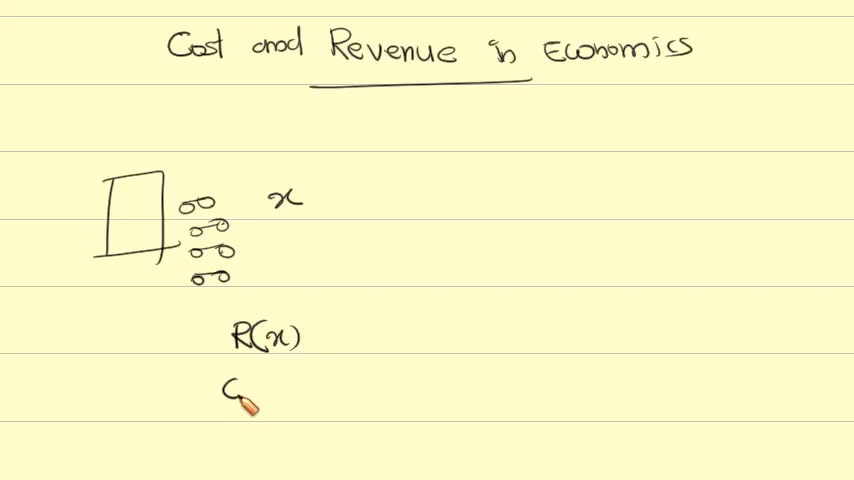 Cost and Revenue in Economics
x
R(x)
C